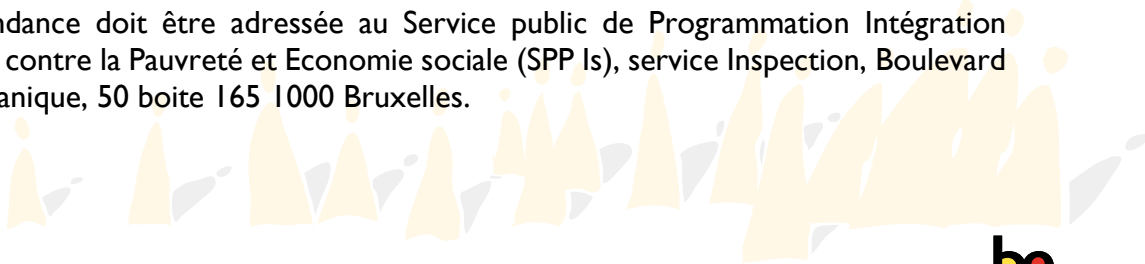 ndance doit être adressée au Service public de Programmation Intégration
contre la Pauvreté et Economie sociale (SPP Is), service Inspection, Boulevard
anique, 50 boite 165 1000 Bruxelles.
be